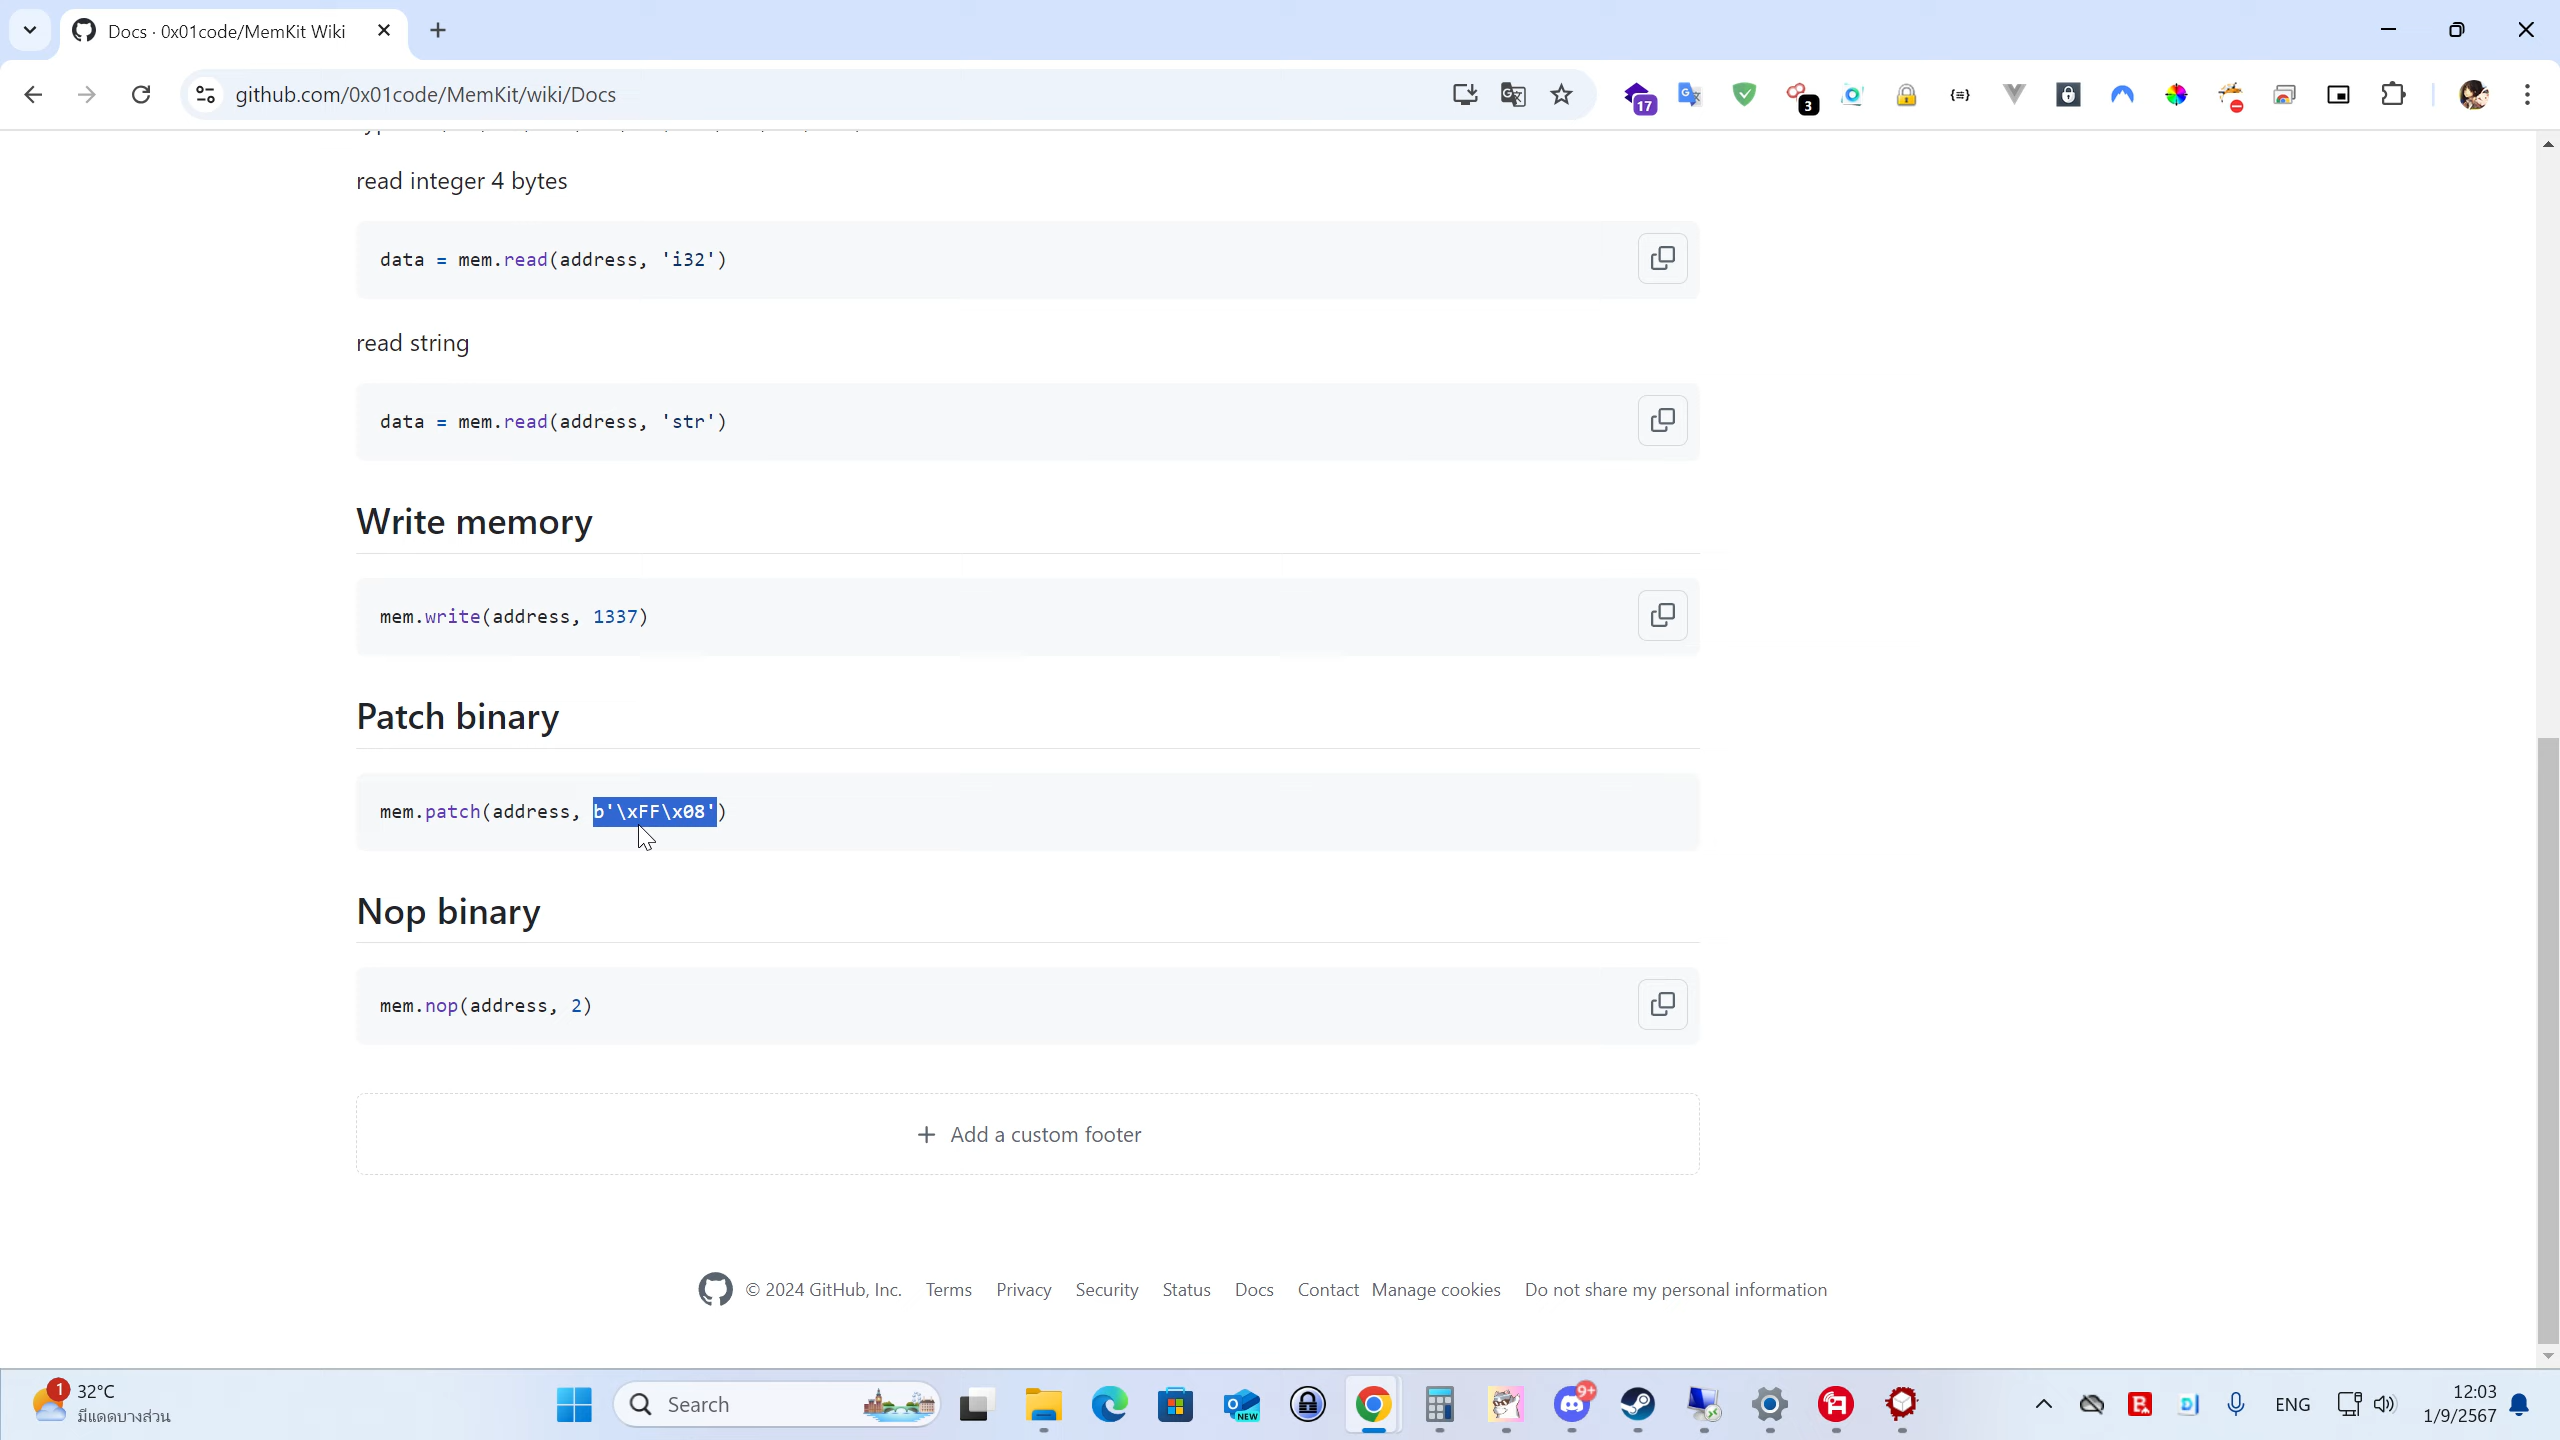 Docs · 0x01code/MemKit Wiki
github.com/0x01code/MemKit/wiki/Docs
17
3
read integer 4 bytes
data = mem.read(address, 'i32')
read string
data = mem.read(address, 'str')
Write memory
mem.write(address, 1337)
Patch binary
mem.patch(address, b'\xFF\x08')
Nop binary
mem.nop(address, 2)
Add a custom footer
© 2024 GitHub, Inc. Terms Privacy Security Status Docs Contact Manage cookies Do not share my personal information
1
32°C
มีแดดบางส่วน
Search
NEW
9+
ENG
12:03
1/9/2567